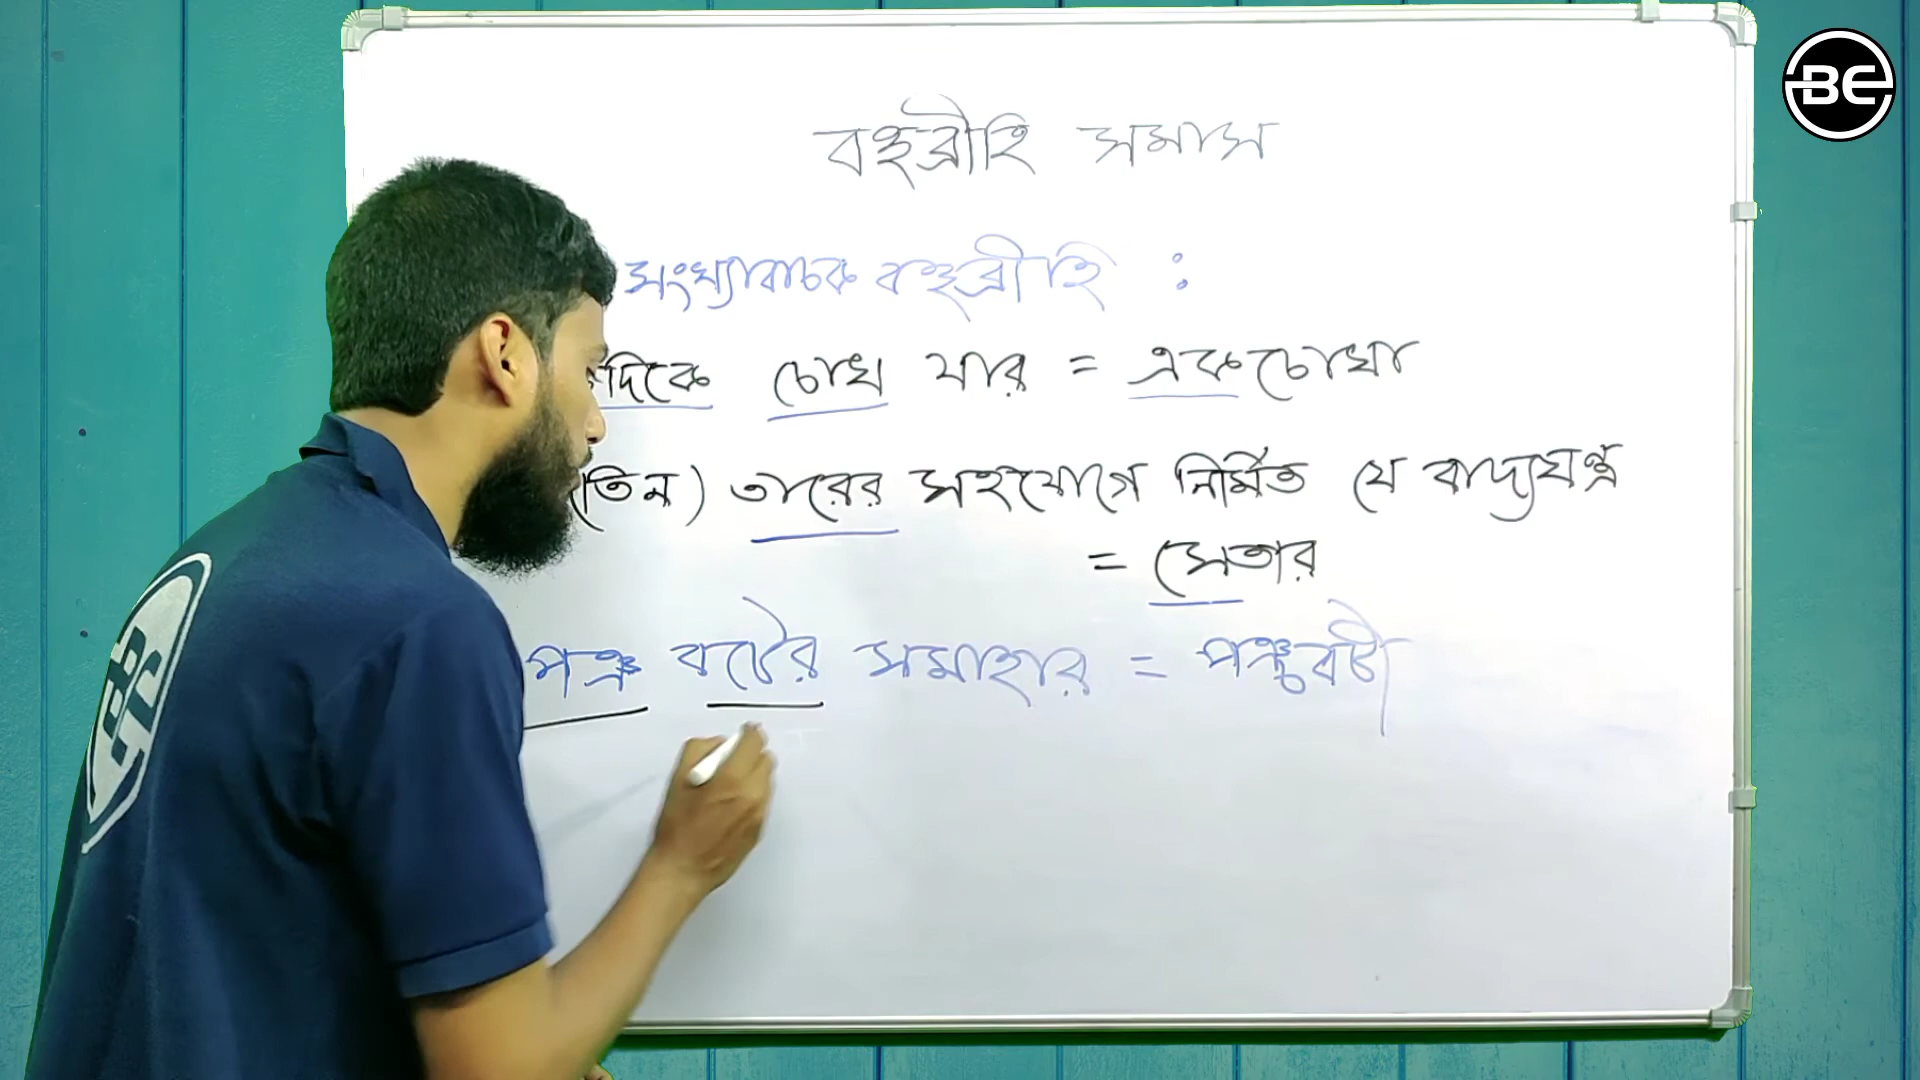 BE
বহুব্রীহি সমাস
সংখ্যাবাচক বহুব্রীহি :
দিকে চোখ যার = একচোখা
(তিন) তারের সহযোগে নির্মিত যে বাদ্যযন্ত্র
= সেতার
পঞ্চ বটের সমাহার = পঞ্চবটী